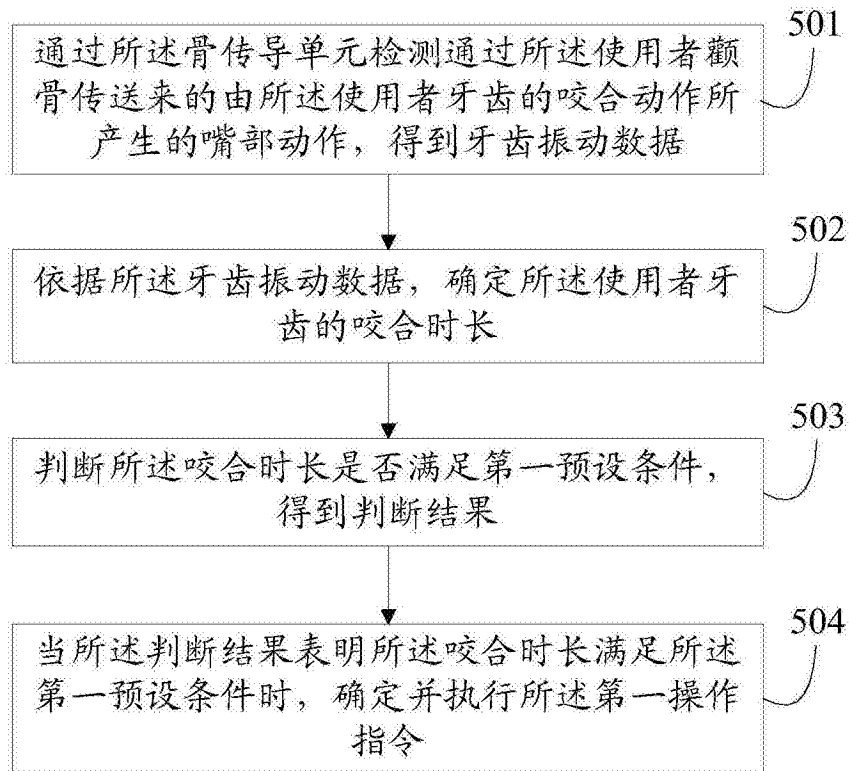 501
通过所述骨传导单元检测通过所述使用者颧
骨传送来的由所述使用者牙齿的咬合动作所
产生的嘴部动作，得到牙齿振动数据
502
依据所述牙齿振动数据，确定所述使用者牙
齿的咬合时长
503
判断所述咬合时长是否满足第一预设条件，
得到判断结果
504
当所述判断结果表明所述咬合时长满足所述
第一预设条件时，确定并执行所述第一操作
指令